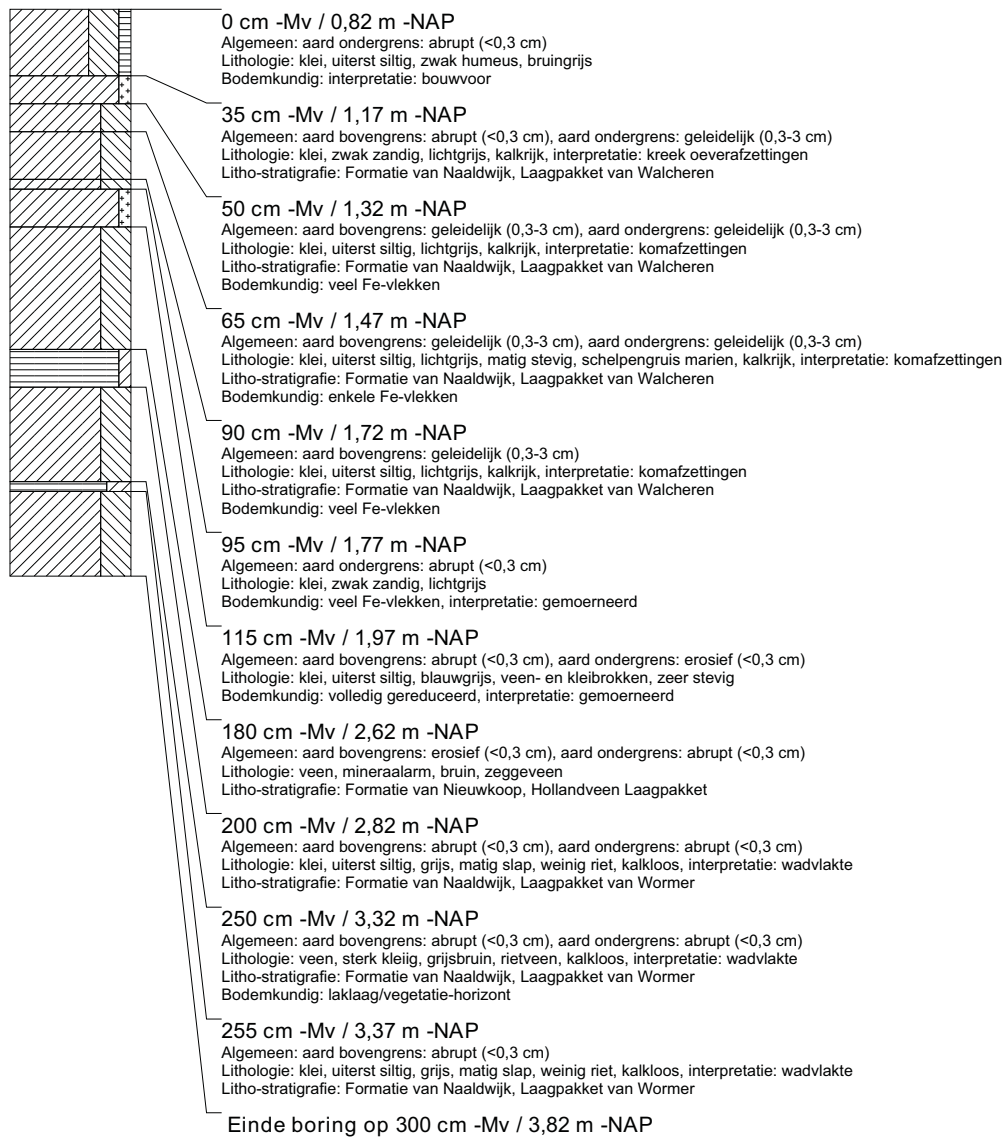 0 cm -Mv / 0,82 m -NAP
Algemeen: aard ondergrens: abrupt (<0,3 cm)
Lithologie: klei, uiterst siltig, zwak humeus, bruingrijs
Bodemkundig: interpretatie: bouwvoor
35 cm -Mv / 1,17 m -NAP
Algemeen: aard bovengrens: abrupt (<0,3 cm), aard ondergrens: geleidelijk (0,3-3 cm)
Lithologie: klei, zwak zandig, lichtgrijs, kalkrijk, interpretatie: kreek oeverafzettingen
Litho-stratigrafie: Formatie van Naaldwijk, Laagpakket van Walcheren
50 cm -Mv / 1,32 m -NAP
Algemeen: aard bovengrens: geleidelijk (0,3-3 cm), aard ondergrens: geleidelijk (0,3-3 cm)
Lithologie: klei, uiterst siltig, lichtgrijs, kalkrijk, interpretatie: komafzettingen
Litho-stratigrafie: Formatie van Naaldwijk, Laagpakket van Walcheren
Bodemkundig: veel Fe-vlekken
65 cm -Mv / 1,47 m -NAP
Algemeen: aard bovengrens: geleidelijk (0,3-3 cm), aard ondergrens: geleidelijk (0,3-3 cm)
Lithologie: klei, uiterst siltig, lichtgrijs, matig stevig, schelpengruis marien, kalkrijk, interpretatie: komafzettingen
Litho-stratigrafie: Formatie van Naaldwijk, Laagpakket van Walcheren
Bodemkundig: enkele Fe-vlekken
90 cm -Mv / 1,72 m -NAP
Algemeen: aard bovengrens: geleidelijk (0,3-3 cm)
Lithologie: klei, uiterst siltig, lichtgrijs, kalkrijk, interpretatie: komafzettingen
Litho-stratigrafie: Formatie van Naaldwijk, Laagpakket van Walcheren
Bodemkundig: veel Fe-vlekken
95 cm -Mv / 1,77 m -NAP
Algemeen: aard ondergrens: abrupt (<0,3 cm)
Lithologie: klei, zwak zandig, lichtgrijs
Bodemkundig: veel Fe-vlekken, interpretatie: gemoerneerd
115 cm -Mv / 1,97 m -NAP
Algemeen: aard bovengrens: abrupt (<0,3 cm), aard ondergrens: erosief (<0,3 cm)
Lithologie: klei, uiterst siltig, blauwgrijs, veen- en kleibrokken, zeer stevig
Bodemkundig: volledig gereduceerd, interpretatie: gemoerneerd
180 cm -Mv / 2,62 m -NAP
Algemeen: aard bovengrens: erosief (<0,3 cm), aard ondergrens: abrupt (<0,3 cm)
Lithologie: veen, mineraalarm, bruin, zeggeveen
Litho-stratigrafie: Formatie van Nieuwkoop, Hollandveen Laagpakket
200 cm -Mv / 2,82 m -NAP
Algemeen: aard bovengrens: abrupt (<0,3 cm), aard ondergrens: abrupt (<0,3 cm)
Lithologie: klei, uiterst siltig, grijs, matig slap, weinig riet, kalkloos, interpretatie: wadvlakte
Litho-stratigrafie: Formatie van Naaldwijk, Laagpakket van Wormer
250 cm -Mv / 3,32 m -NAP
Algemeen: aard bovengrens: abrupt (<0,3 cm), aard ondergrens: abrupt (<0,3 cm)
Lithologie: veen, sterk kleiig, grijsbruin, rietveen, kalkloos, interpretatie: wadvlakte
Litho-stratigrafie: Formatie van Naaldwijk, Laagpakket van Wormer
Bodemkundig: laklaag/vegetatie-horizont
255 cm -Mv / 3,37 m -NAP
Algemeen: aard bovengrens: abrupt (<0,3 cm)
Lithologie: klei, uiterst siltig, grijs, matig slap, weinig riet, kalkloos, interpretatie: wadvlakte
Litho-stratigrafie: Formatie van Naaldwijk, Laagpakket van Wormer
Einde boring op 300 cm -Mv / 3,82 m -NAP